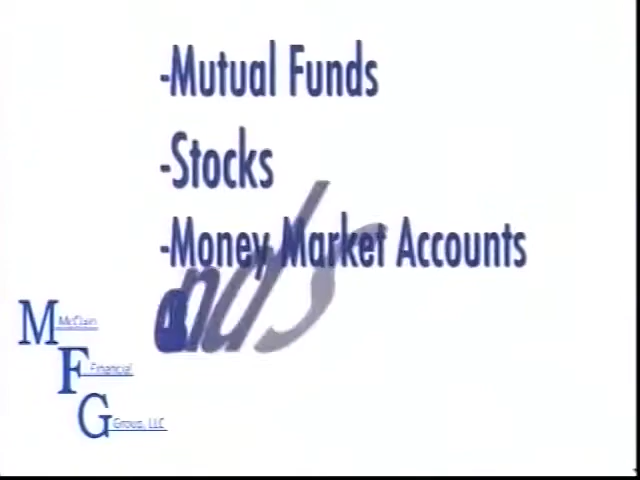 -Mutual Funds
-Stocks
-Money Market Accounts
McClain
Financial
Group, LLC